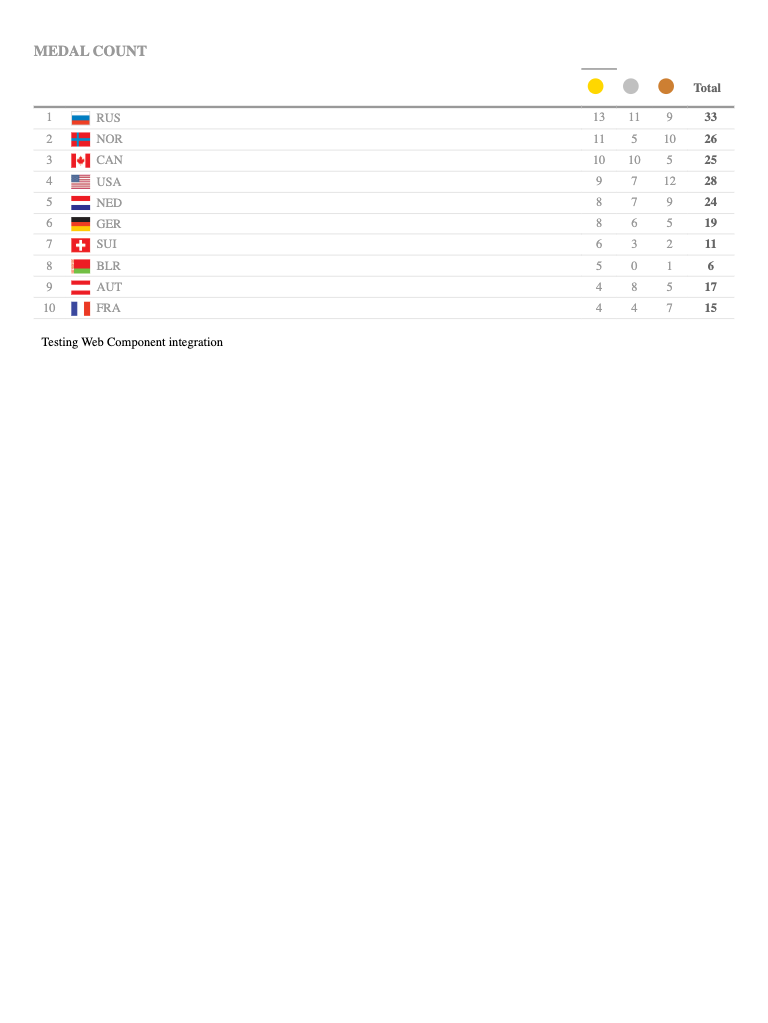 MEDAL COUNT
Total
1 RUS 13 11 9 33
2 NOR 11 5 10 26
3 CAN 10 10 5 25
4 USA 9 7 12 28
5 NED 8 7 9 24
6 GER 8 6 5 19
7 SUI 6 3 2 11
8 BLR 5 0 1 6
9 AUT 4 8 5 17
10 FRA 4 4 7 15
Testing Web Component integration